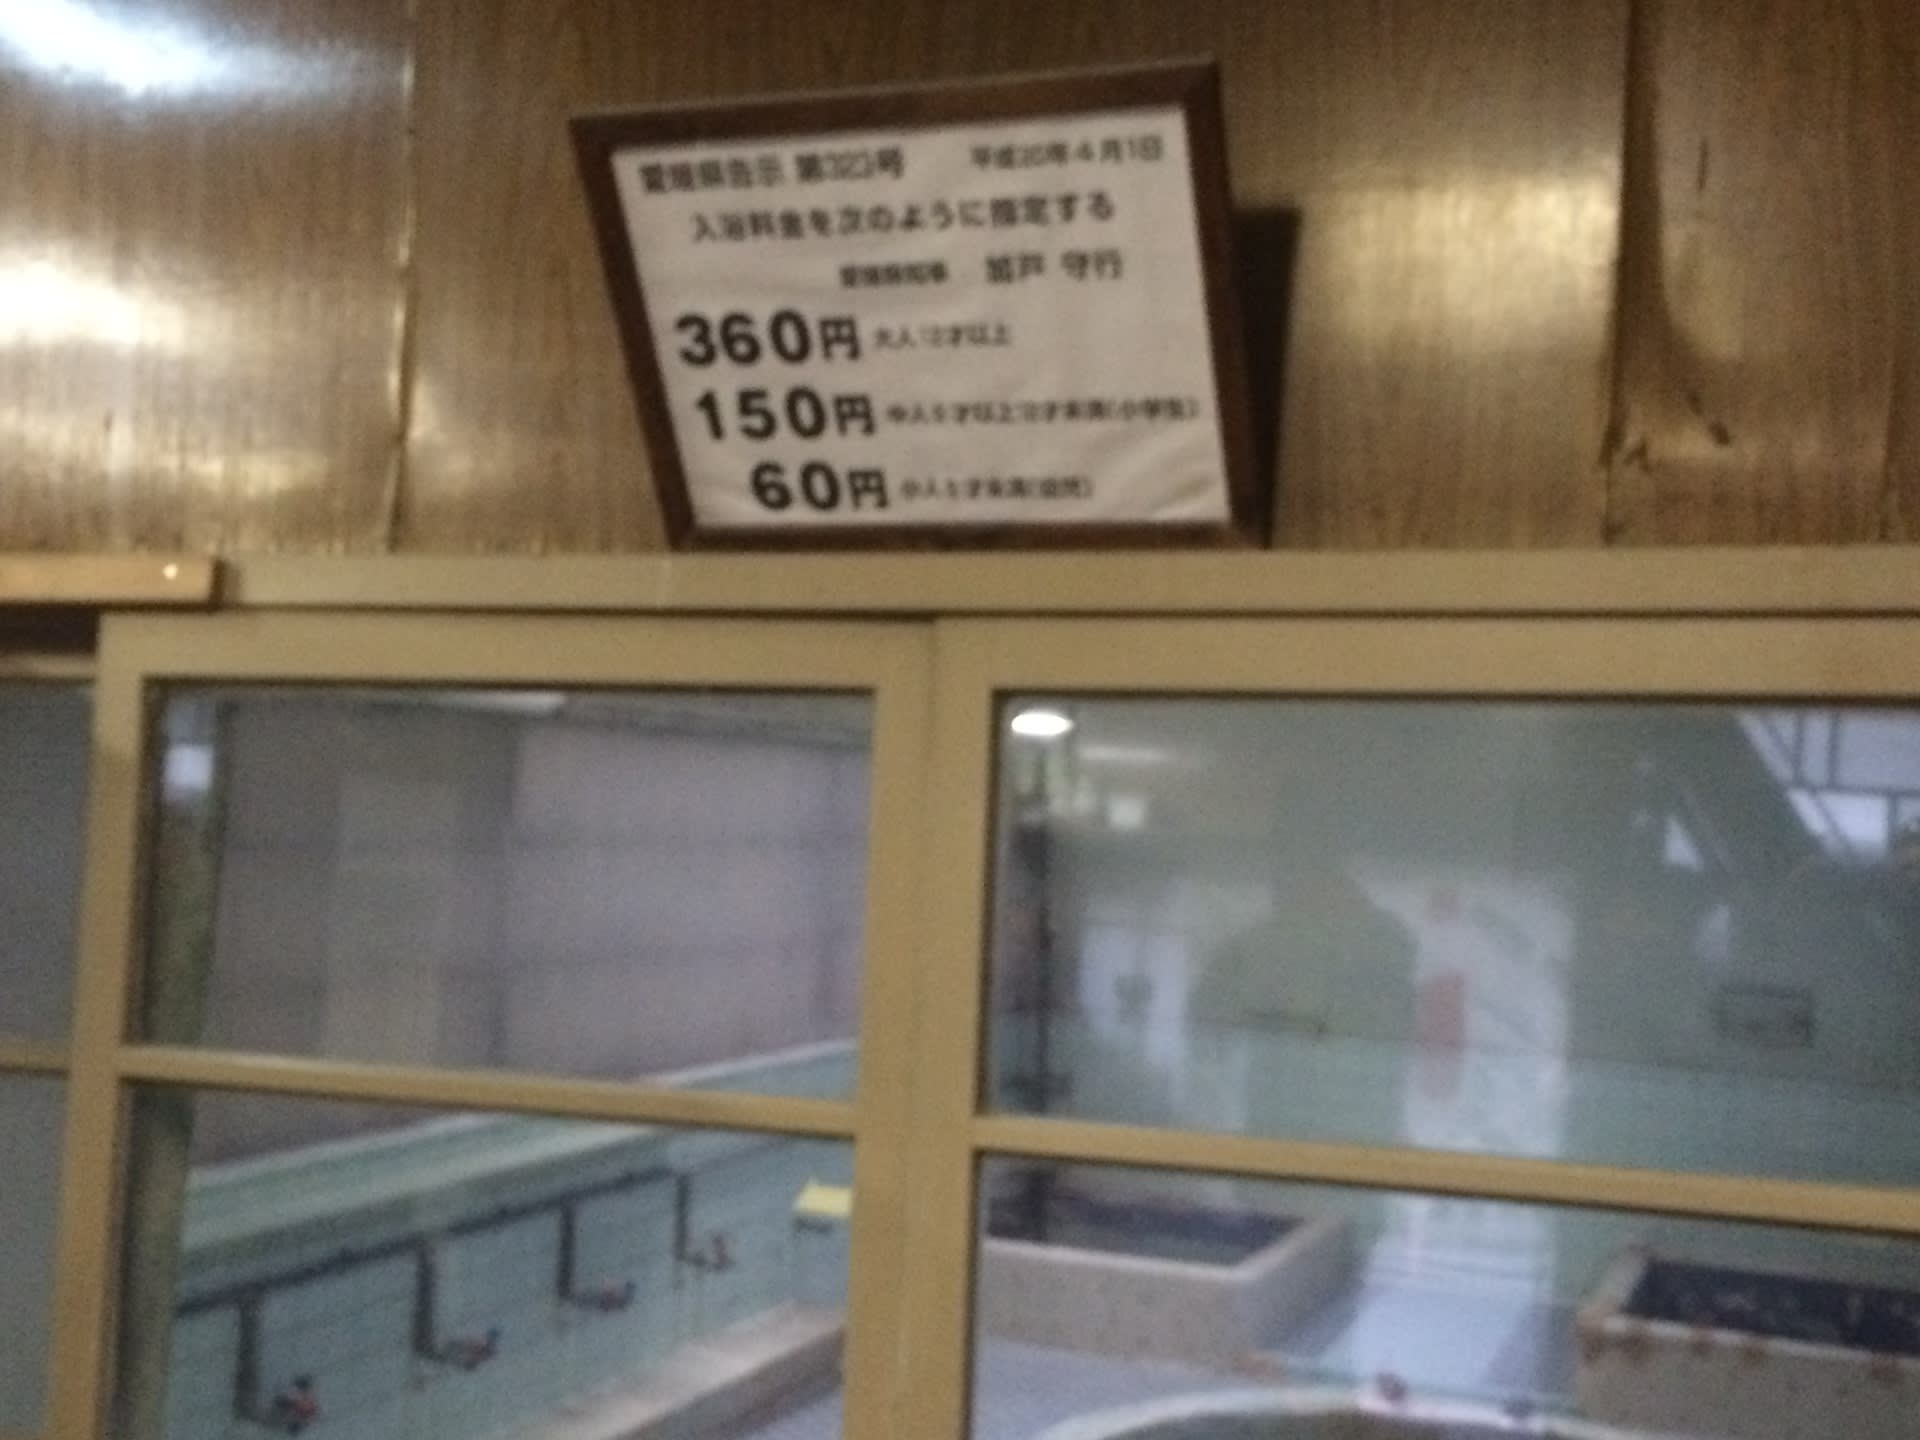 愛媛県告示 第323号 平成20年4月1日
入浴料金を次のように指定する
愛媛県知事 加戸 守行
360円 大人12才以上
150円 中人6才以上12才未満(小学生)
60円 小人6才未満(幼児)